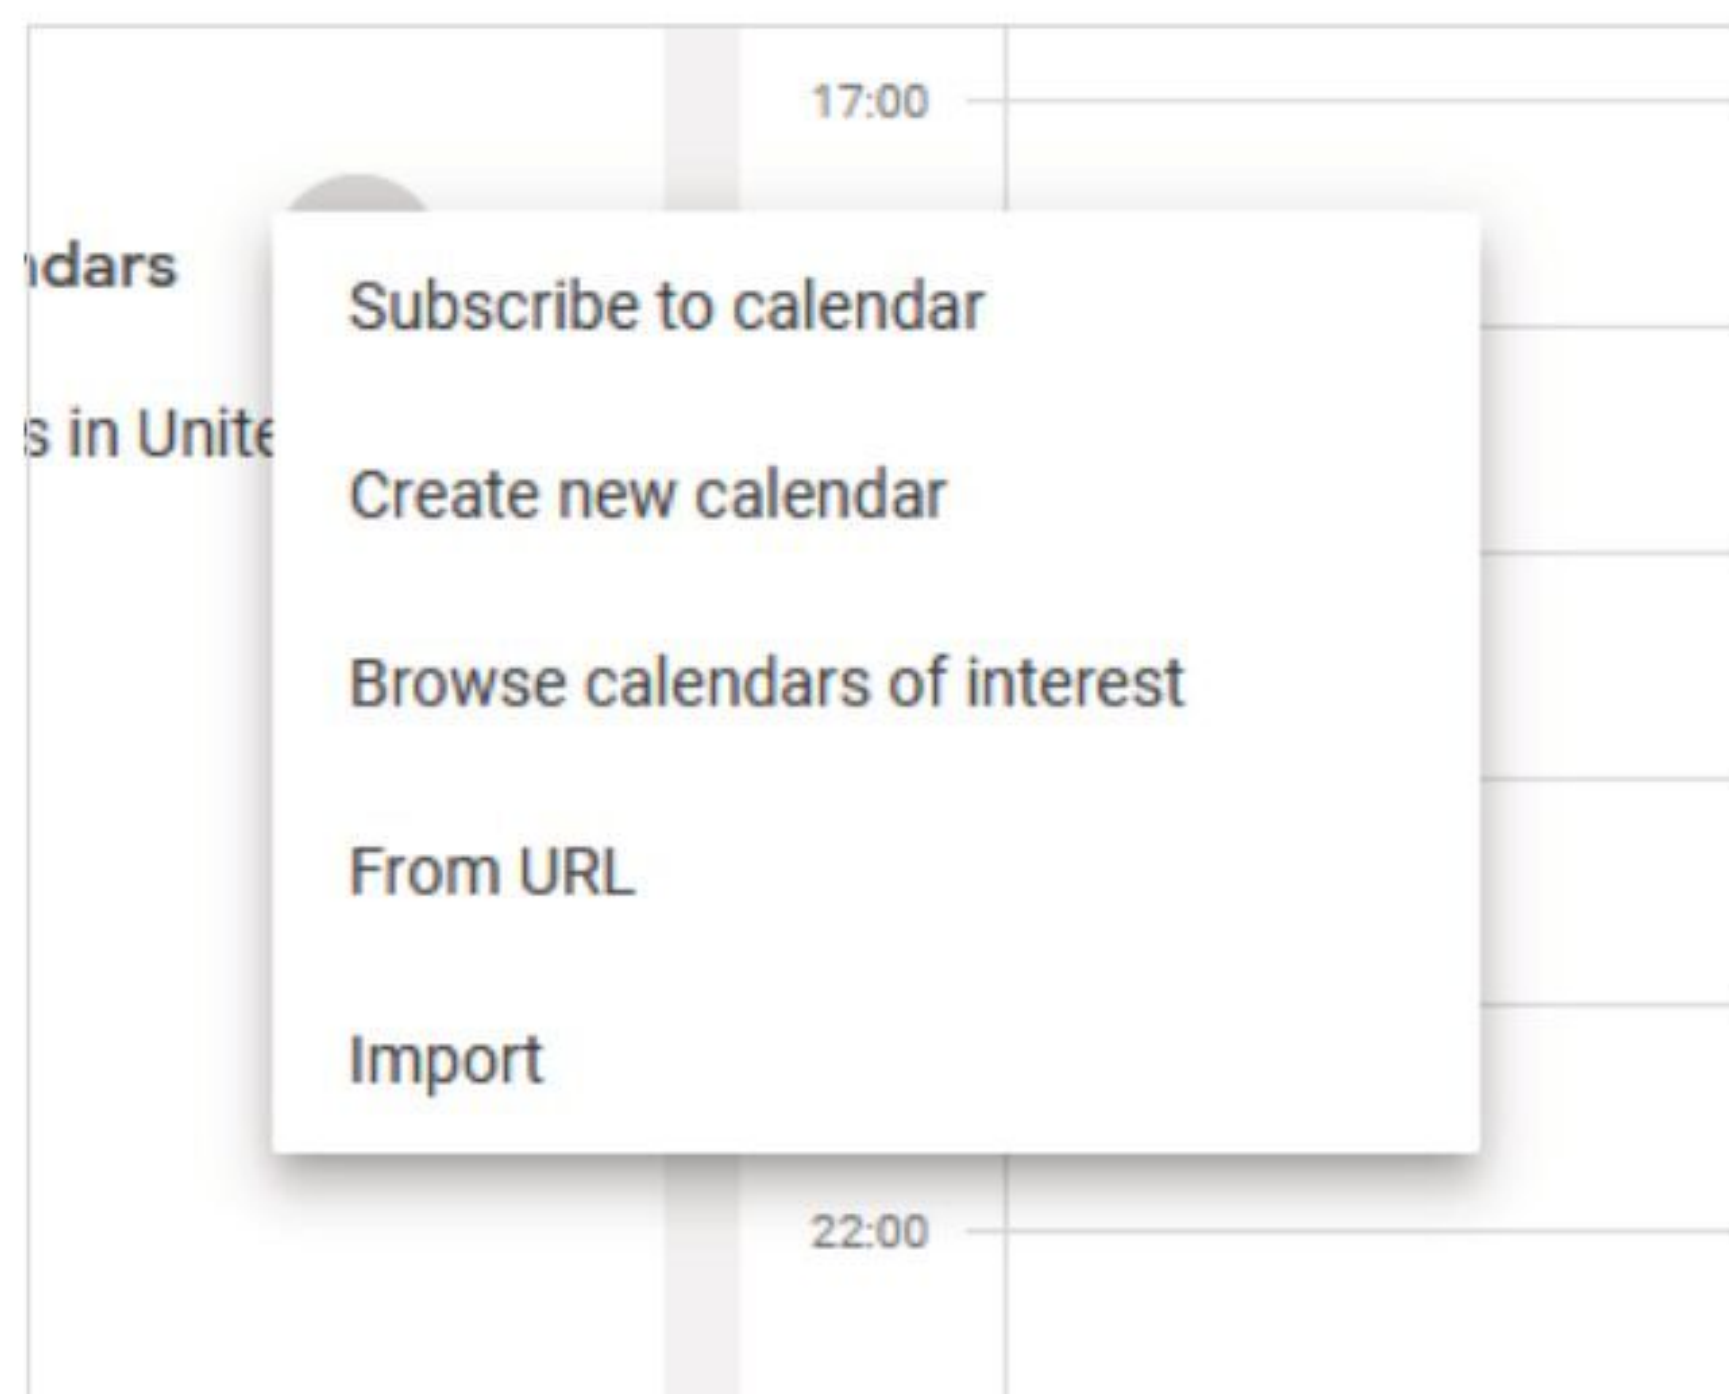 17:00
ndars
s in Unite
Subscribe to calendar
Create new calendar
Browse calendars of interest
From URL
Import
22:00